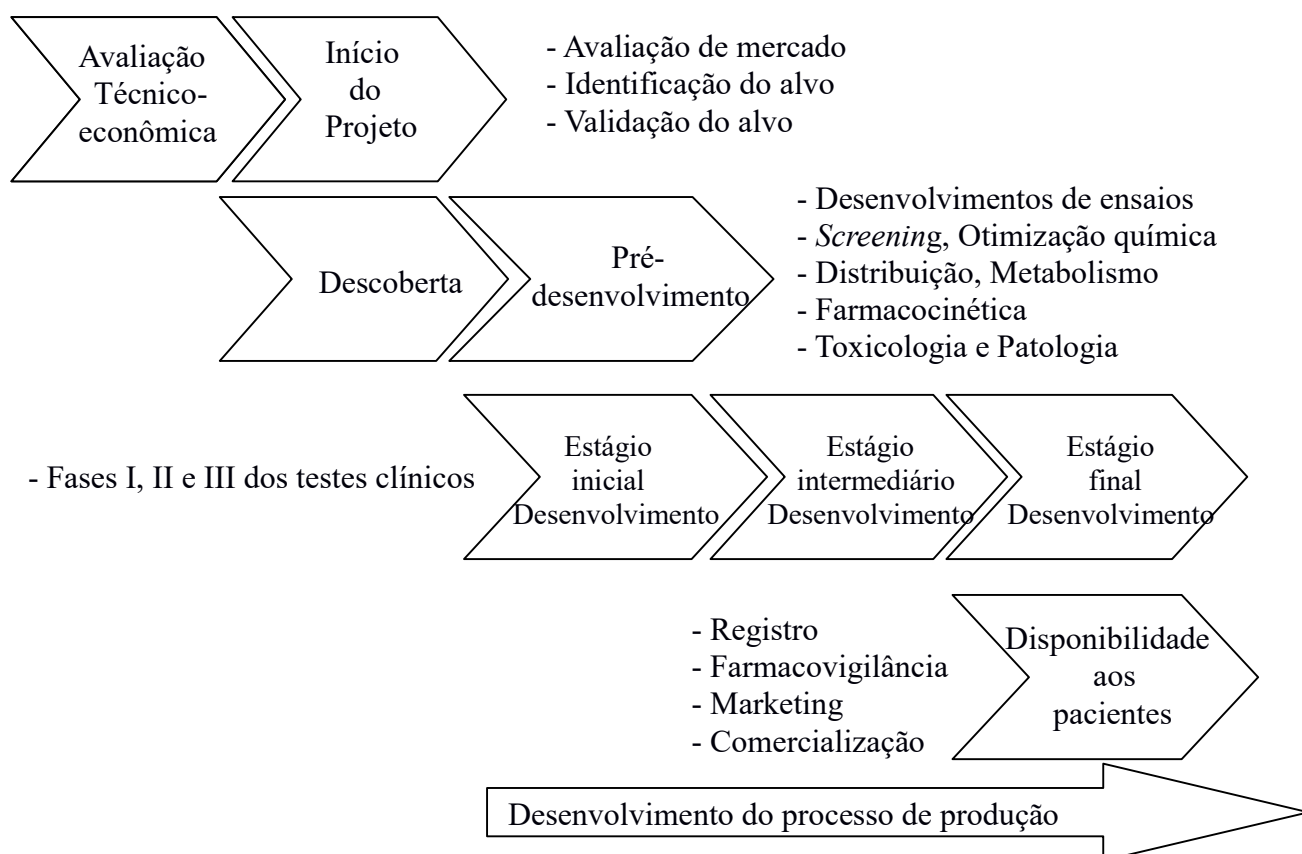 Avaliação
Técnico-
econômica
Início
do
Projeto
- Avaliação de mercado
- Identificação do alvo
- Validação do alvo
Descoberta
Pré-
desenvolvimento
- Desenvolvimentos de ensaios
- Screening, Otimização química
- Distribuição, Metabolismo
- Farmacocinética
- Toxicologia e Patologia
- Fases I, II e III dos testes clínicos
Estágio
inicial
Desenvolvimento
Estágio
intermediário
Desenvolvimento
Estágio
final
Desenvolvimento
- Registro
- Farmacovigilância
- Marketing
- Comercialização
Disponibilidade
aos
pacientes
Desenvolvimento do processo de produção